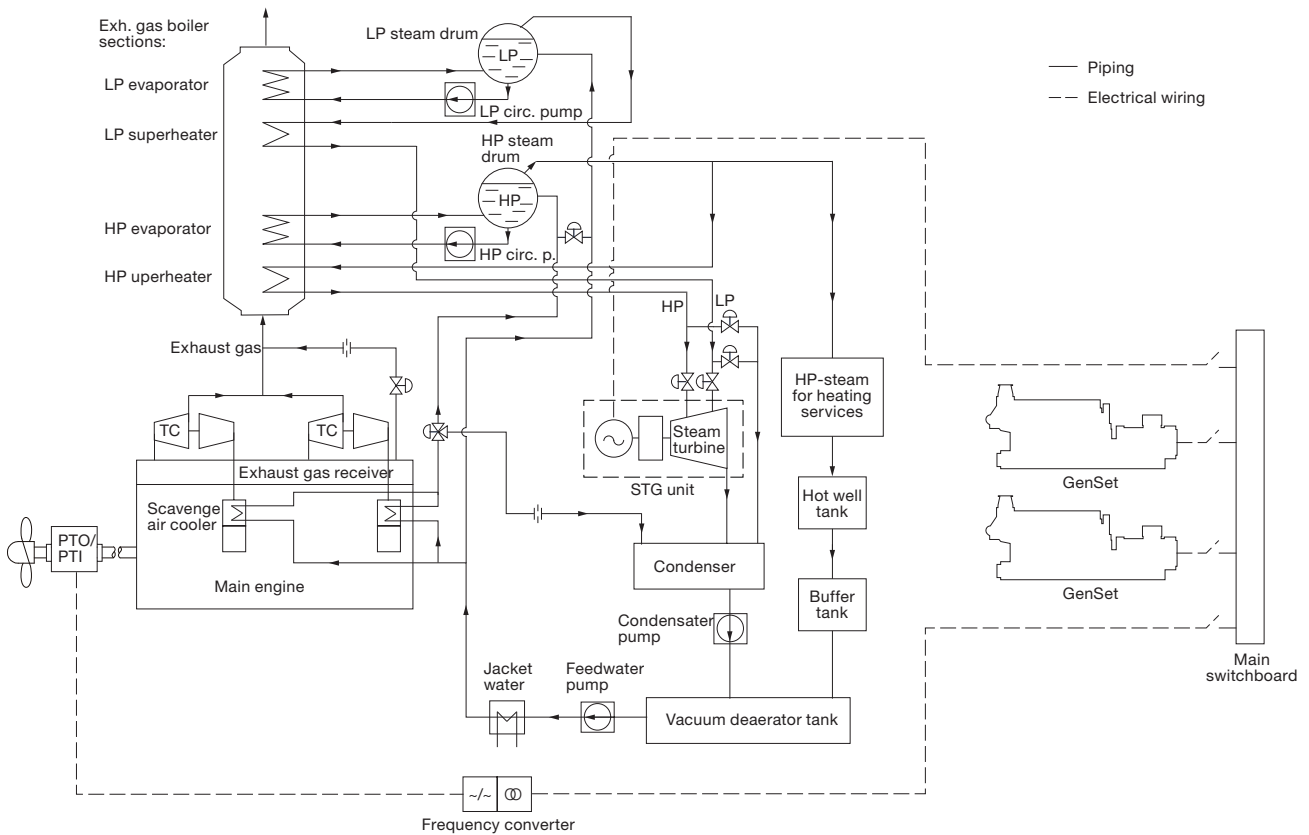 Exh. gas boiler
sections:
LP evaporator
LP superheater
HP evaporator
HP uperheater
LP steam drum
LP
LP circ. pump
HP steam
drum
HP
HP circ. p.
Piping
Electrical wiring
Exhaust gas
TC
TC
Exhaust gas receiver
Scavenge
air cooler
Main engine
PTO/
PTI
HP
LP
Steam
turbine
STG unit
HP-steam
for heating
services
Hot well
tank
Buffer
tank
Condenser
Condensater
pump
Jacket
water
Feedwater
pump
Vacuum deaerator tank
GenSet
GenSet
Main
switchboard
~/~
Frequency converter